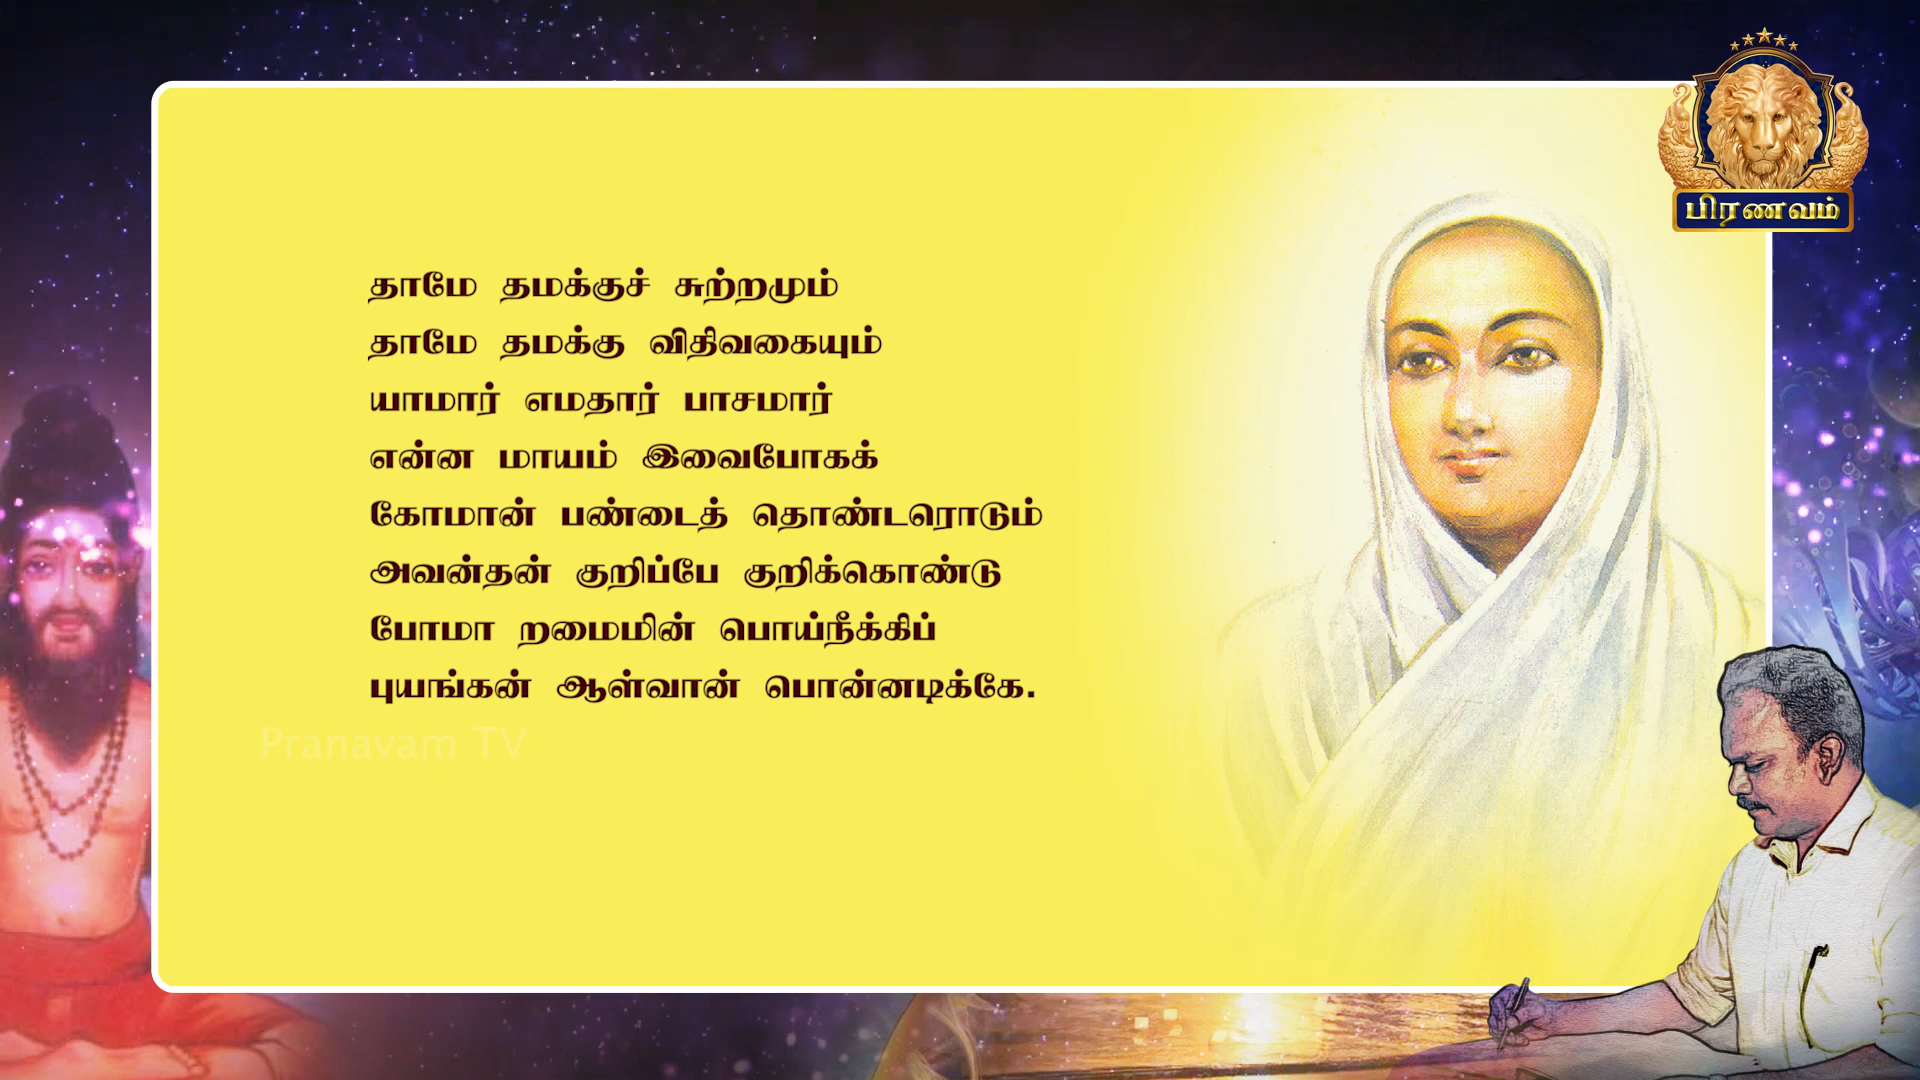 பிரணவம்
தாமே தமக்குச் சுற்றமும்
தாமே தமக்கு விதிவகையும்
யாமார் எமதார் பாசமார்
என்ன மாயம் இவைபோகக்
கோமான் பண்டைத் தொண்டரொடும்
அவன்தன் குறிப்பே குறிக்கொண்டு
போமா றமைமின் பொய்நீக்கிப்
புயங்கன் ஆள்வான் பொன்னடிக்கே.
Pranavam TV